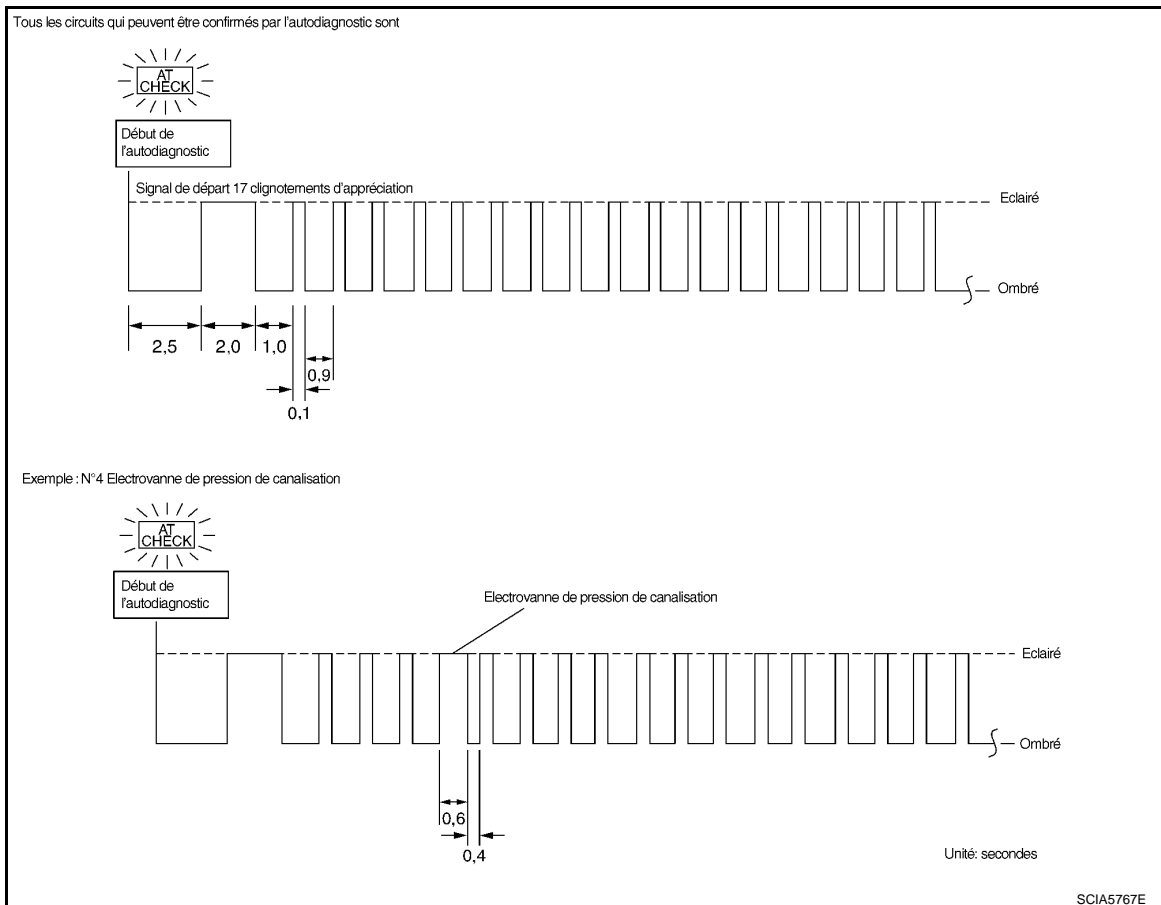 Tous les circuits qui peuvent être confirmés par l'autodiagnostic sont
AT
CHECK
Début de
l'autodiagnostic
Signal de départ 17 clignotements d'appréciation
Eclairé
Ombré
2,5
2,0
1,0
0,9
0,1
Exemple : N°4 Electrovanne de pression de canalisation
AT
CHECK
Début de
l'autodiagnostic
Electrovanne de pression de canalisation
Eclairé
Ombré
0,6
0,4
Unité: secondes
SCIA5767E